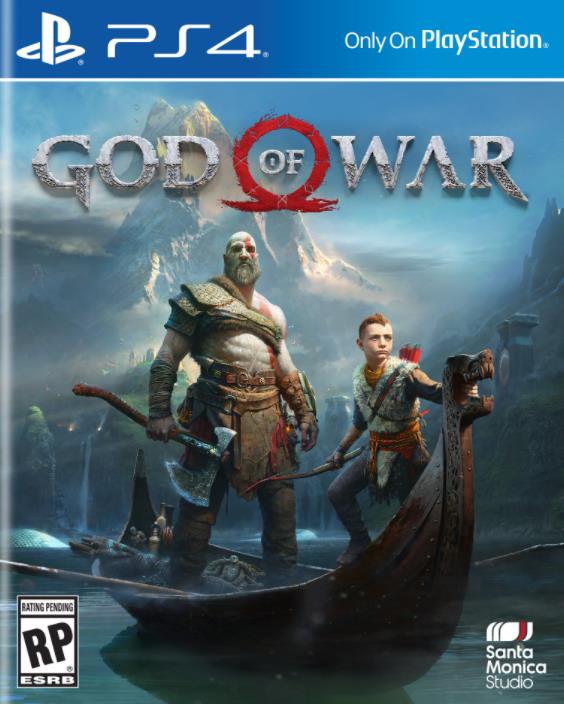 PS4
Only On PlayStation
GOD OF WAR
RATING PENDING
RP
ESRB
Santa
Monica
Studio